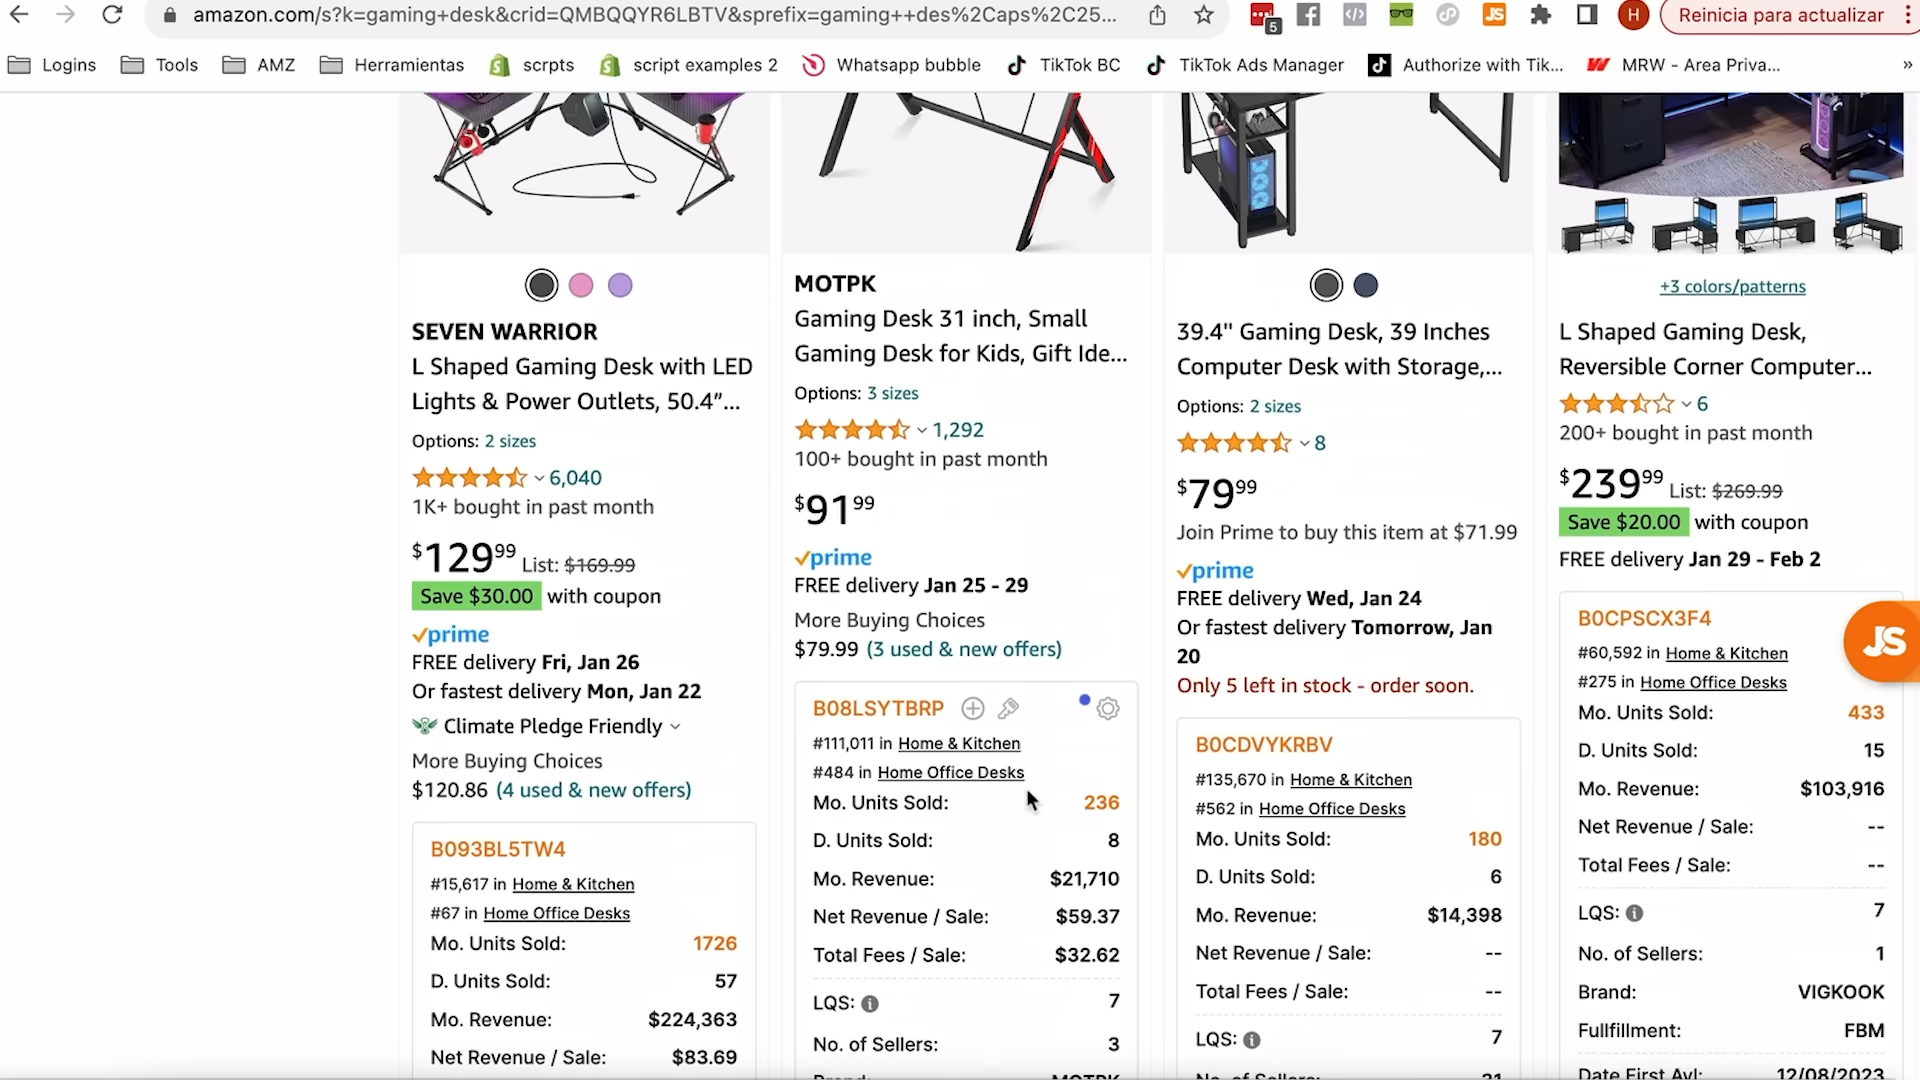 amazon.com/s?k=gaming+desk&crid=QMBQQYR6LBTV&sprefix=gaming++des%2Caps%2C25...
5
JS
H
Reinicia para actualizar
Logins
Tools
AMZ
Herramientas
scrpts
script examples 2
Whatsapp bubble
TikTok BC
TikTok Ads Manager
Authorize with Tik...
MRW - Area Priva...
»
SEVEN WARRIOR
L Shaped Gaming Desk with LED
Lights & Power Outlets, 50.4”...
Options: 2 sizes
6,040
1K+ bought in past month
$129.99 List: $169.99
Save $30.00 with coupon
prime
FREE delivery Fri, Jan 26
Or fastest delivery Mon, Jan 22
Climate Pledge Friendly
More Buying Choices
$120.86 (4 used & new offers)
B093BL5TW4
#15,617 in Home & Kitchen
#67 in Home Office Desks
Mo. Units Sold: 1726
D. Units Sold: 57
Mo. Revenue: $224,363
Net Revenue / Sale: $83.69
MOTPK
Gaming Desk 31 inch, Small
Gaming Desk for Kids, Gift Ide...
Options: 3 sizes
1,292
100+ bought in past month
$91.99
prime
FREE delivery Jan 25 - 29
More Buying Choices
$79.99 (3 used & new offers)
B08LSYTBRP
#111,011 in Home & Kitchen
#484 in Home Office Desks
Mo. Units Sold: 236
D. Units Sold: 8
Mo. Revenue: $21,710
Net Revenue / Sale: $59.37
Total Fees / Sale: $32.62
LQS: 7
No. of Sellers: 3
Brand: MOTPK
39.4" Gaming Desk, 39 Inches
Computer Desk with Storage,...
Options: 2 sizes
8
$79.99
Join Prime to buy this item at $71.99
prime
FREE delivery Wed, Jan 24
Or fastest delivery Tomorrow, Jan
20
Only 5 left in stock - order soon.
B0CDVYKRBV
#135,670 in Home & Kitchen
#562 in Home Office Desks
Mo. Units Sold: 180
D. Units Sold: 6
Mo. Revenue: $14,398
Net Revenue / Sale: --
Total Fees / Sale: --
LQS: 7
No. of Sellers: 21
+3 colors/patterns
L Shaped Gaming Desk,
Reversible Corner Computer...
6
200+ bought in past month
$239.99 List: $269.99
Save $20.00 with coupon
FREE delivery Jan 29 - Feb 2
B0CPSCX3F4
#60,592 in Home & Kitchen
#275 in Home Office Desks
Mo. Units Sold: 433
D. Units Sold: 15
Mo. Revenue: $103,916
Net Revenue / Sale: --
Total Fees / Sale: --
LQS: 7
No. of Sellers: 1
Brand: VIGKOOK
Fullfillment: FBM
Date First Avl: 12/08/2023
JS